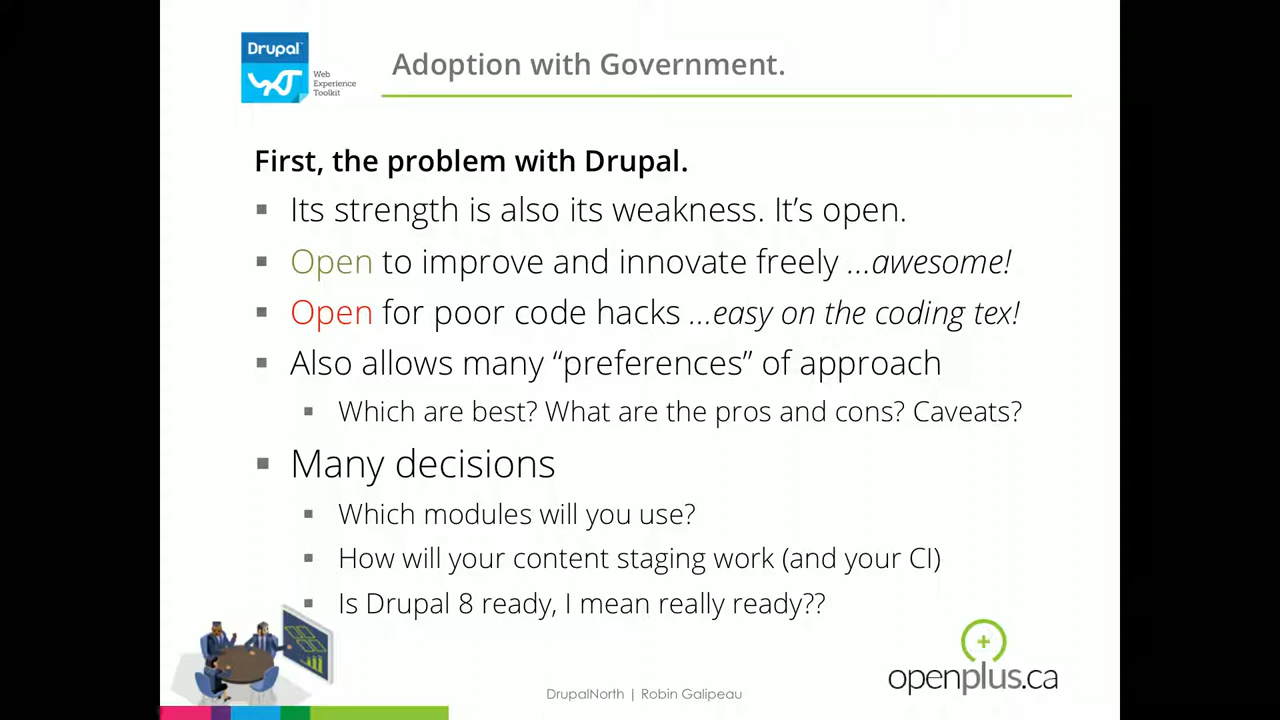 Drupal™
Web
Experience
Toolkit
Adoption with Government.
First, the problem with Drupal.
Its strength is also its weakness. It’s open.
Open to improve and innovate freely ...awesome!
Open for poor code hacks ...easy on the coding tex!
Also allows many “preferences” of approach
Which are best? What are the pros and cons? Caveats?
Many decisions
Which modules will you use?
How will your content staging work (and your CI)
Is Drupal 8 ready, I mean really ready??
openplus.ca
DrupalNorth | Robin Galipeau